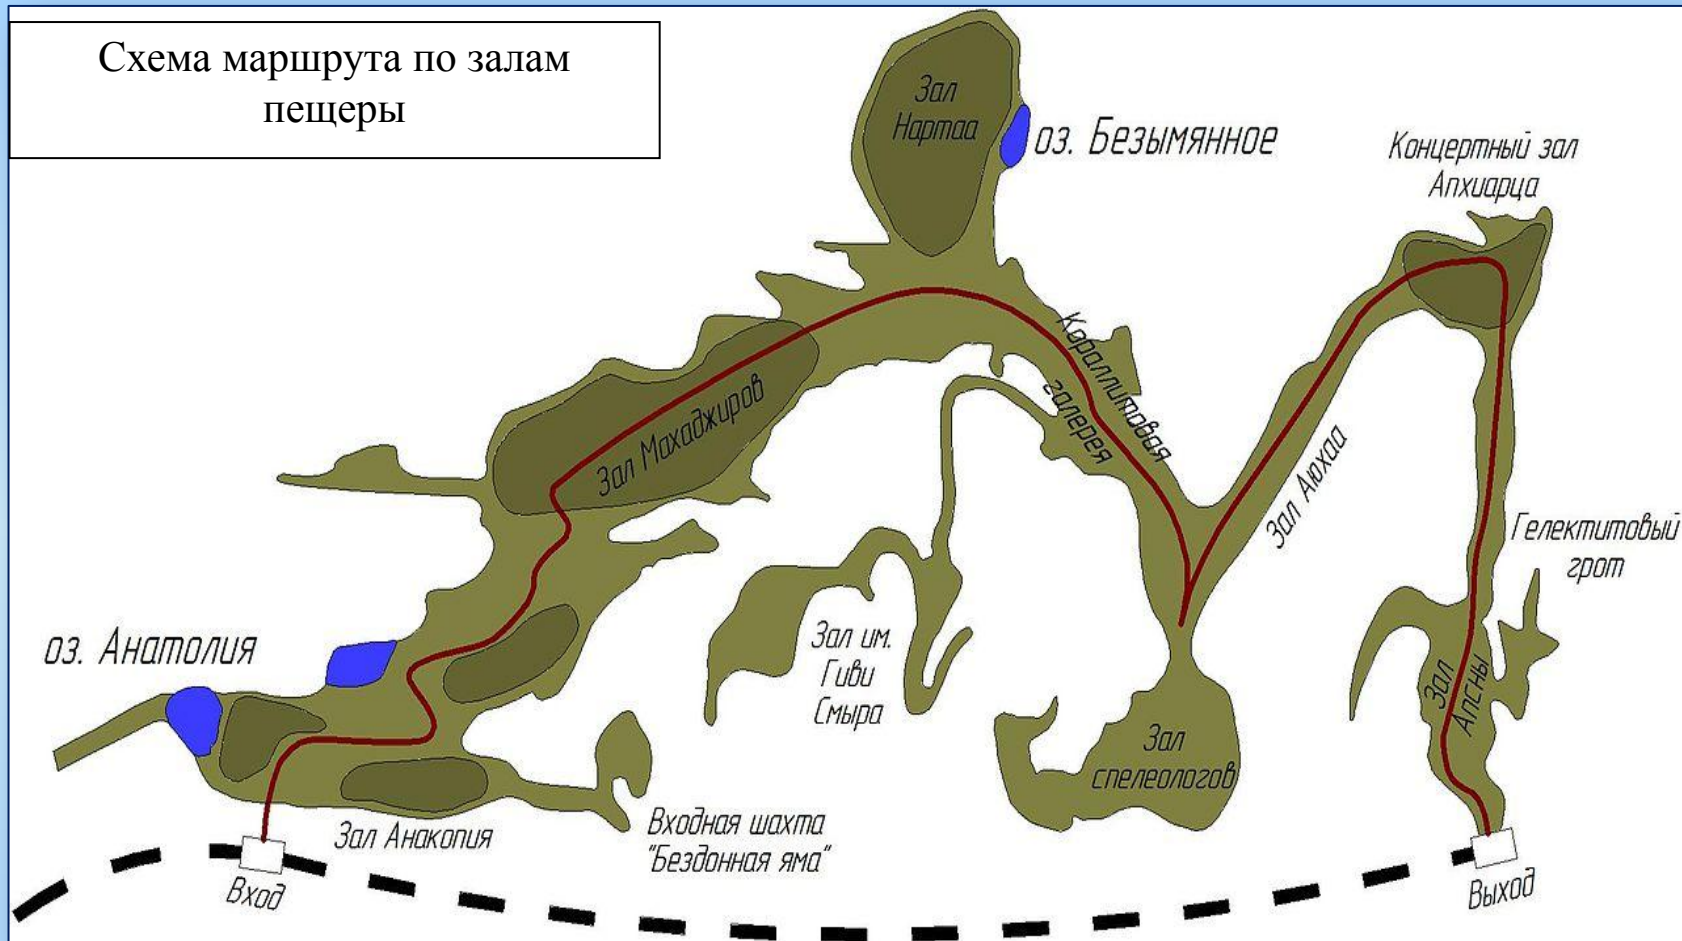 Схема маршрута по залам
пещеры
Зал
Нартаа
оз. Безымянное
Концертный зал
Апхиарца
Кораллитовая
галерея
Зал Махаджиров
Зал Аюхаа
Гелектитовый
грот
оз. Анатолия
Зал им.
Гиви
Смыра
Зал
Апсны
Зал
спелеологов
Зал Анакопия
Входная шахта
"Бездонная яма"
Вход
Выход